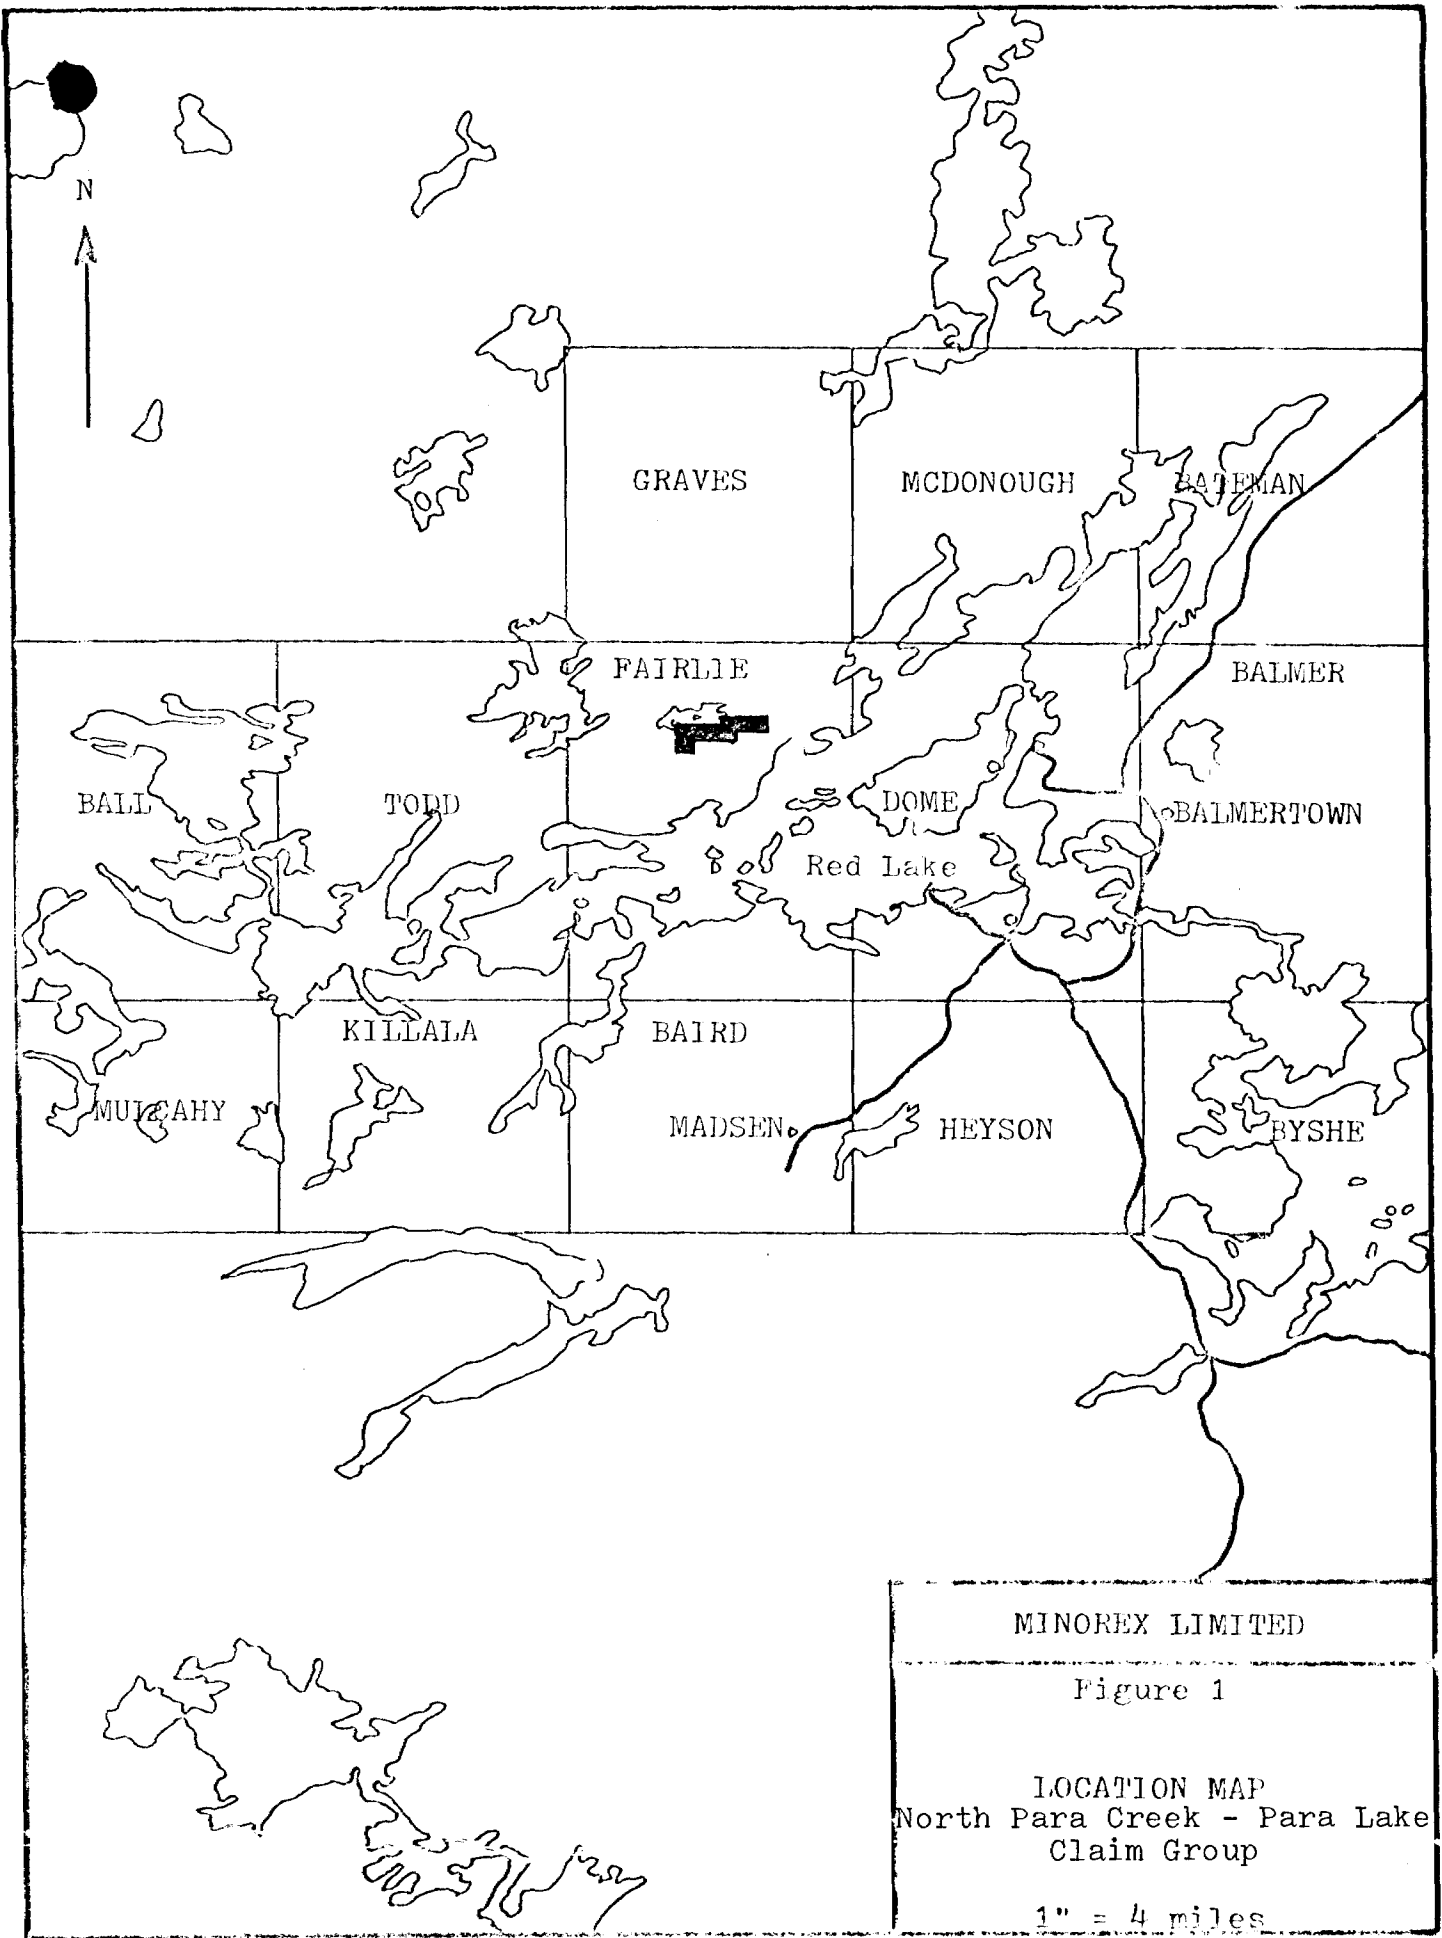 N
GRAVES
MCDONOUGH
BATEMAN
FAIRLIE
BALMER
BALL
TODD
DOME
BALMERTOWN
Red Lake
KILLALA
BAIRD
MULCAHY
MADSEN
HEYSON
BYSHE
MINOREX LIMITED
Figure 1
LOCATION MAP
North Para Creek - Para Lake
Claim Group
1" = 4 miles